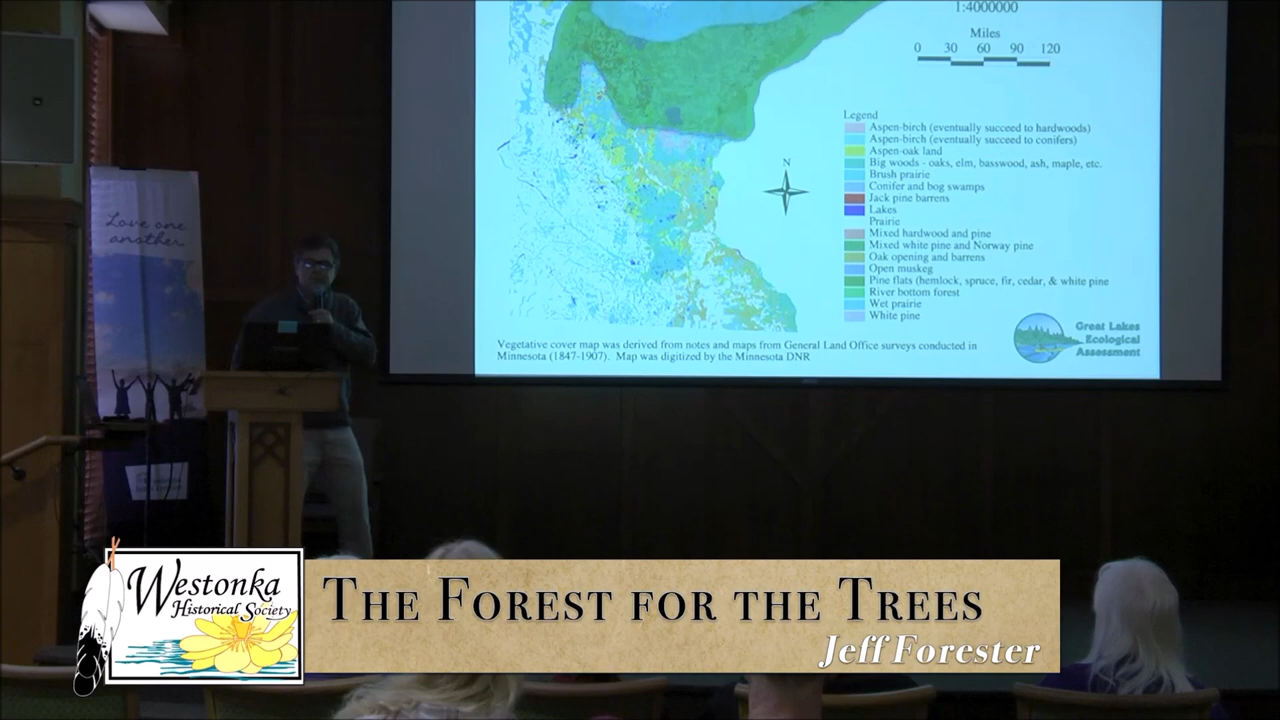 1:4000000
Miles
0 30 60 90 120
Legend
Aspen-birch (eventually succeed to hardwoods)
Aspen-birch (eventually succeed to conifers)
Aspen-oak land
Big woods - oaks, elm, basswood, ash, maple, etc.
Brush prairie
Conifer and bog swamps
Jack pine barrens
Lakes
Prairie
Mixed hardwood and pine
Mixed white pine and Norway pine
Oak opening and barrens
Open muskeg
Pine flats (hemlock, spruce, fir, cedar, & white pine
River bottom forest
Wet prairie
White pine
N
Vegetative cover map was derived from notes and maps from General Land Office surveys conducted in
Minnesota (1847-1907). Map was digitized by the Minnesota DNR
Great Lakes
Ecological
Assessment
Love one
another
Westonka
Historical Society
The Forest for the Trees
Jeff Forester